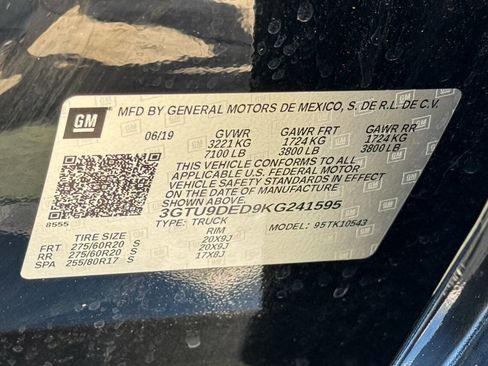 GM
MFD BY GENERAL MOTORS DE MEXICO, S. DE R.L. DE C.V.
06/19 GVWR GAWR FRT GAWR RR
3221 KG 1724 KG 1724 KG
7100 LB 3800 LB 3800 LB
THIS VEHICLE CONFORMS TO ALL
APPLICABLE U.S. FEDERAL MOTOR
VEHICLE SAFETY STANDARDS IN EFFECT
ON THE DATE OF MANUFACTURE
3GTU9DED9KG241595
TYPE: TRUCK MODEL: 95TK10543
8555
TIRE SIZE RIM
FRT 275/60R20 S 20X9J
RR 275/60R20 S 20X9J
SPA 255/80R17 S 17X8J